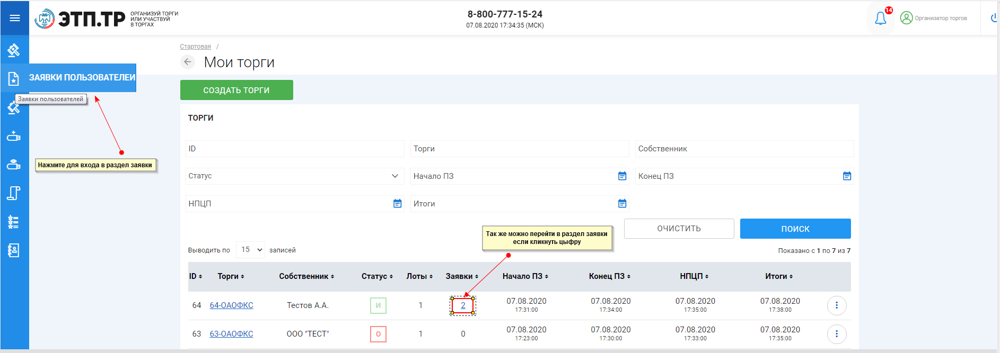 ЭТП.ТР
ОРГАНИЗУЙ ТОРГИ
ИЛИ УЧАСТВУЙ
В ТОРГАХ
8-800-777-15-24
07.08.2020 17:34:35 (МСК)
14
Организатор торгов
Стартовая /
Мои торги
ЗАЯВКИ ПОЛЬЗОВАТЕЛЕЙ
Заявки пользователей
Нажмите для входа в раздел заявки
СОЗДАТЬ ТОРГИ
ТОРГИ
ID Торги Собственник
Статус Начало ПЗ Конец ПЗ
НПЦП Итоги
ОЧИСТИТЬ ПОИСК
Так же можно перейти в раздел заявки
если кликнуть цыфру
Выводить по 15 записей
Показано с 1 по 7 из 7
ID Торги Собственник Статус Лоты Заявки Начало ПЗ Конец ПЗ НПЦП Итоги
64 64-ОАОФКС Тестов А.А. И 1 2 07.08.2020 07.08.2020 07.08.2020 07.08.2020
17:31:00 17:34:00 17:35:00 17:38:00
63 63-ОАОФКС ООО "ТЕСТ" О 1 0 07.08.2020 07.08.2020 07.08.2020 07.08.2020
17:23:00 17:30:00 17:33:00 17:35:00